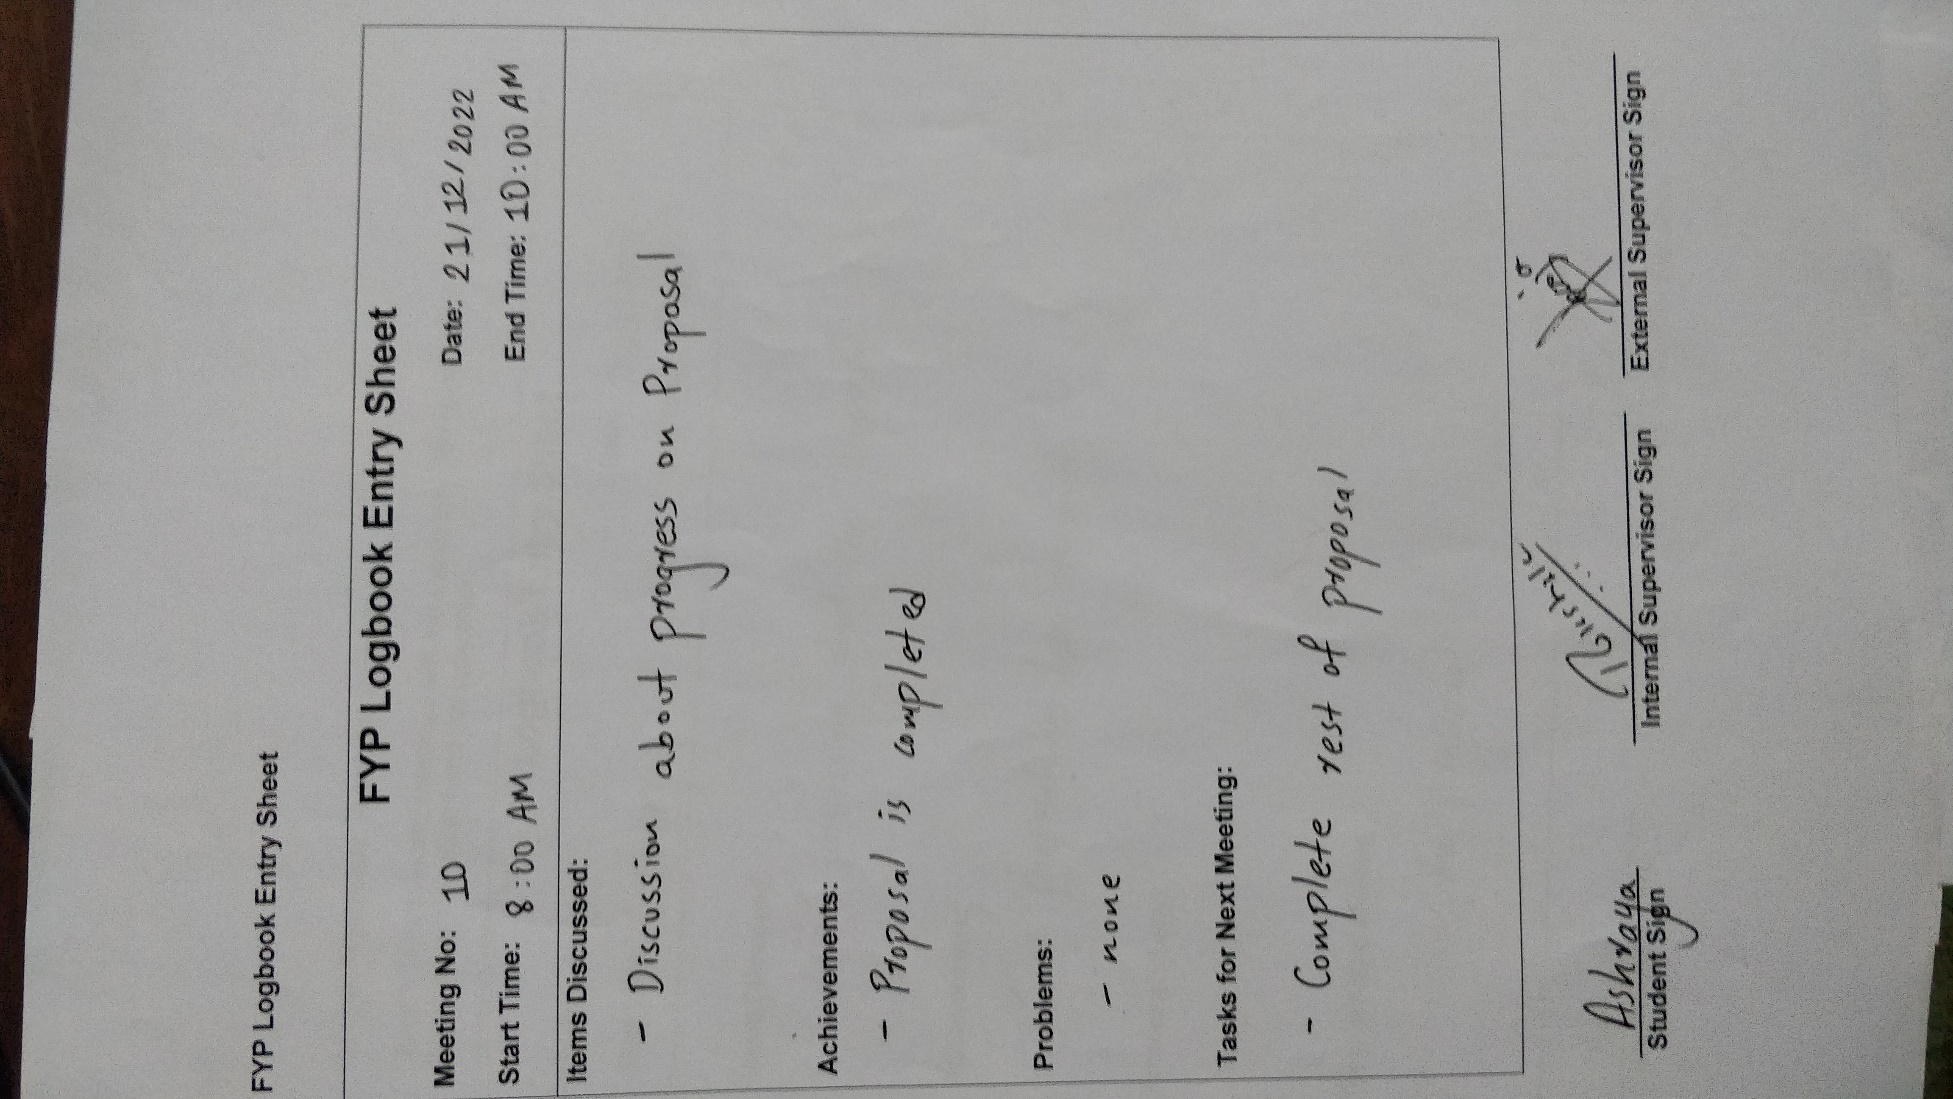 FYP Logbook Entry Sheet
FYP Logbook Entry Sheet
Meeting No: 10 Date: 21/12/2022
Start Time: 8:00 AM End Time: 10:00 AM
Items Discussed:
- Discussion about progress on Proposal
Achievements:
- Proposal is completed
Problems:
- none
Tasks for Next Meeting:
- Complete rest of proposal
Ashraya
Student Sign Internal Supervisor Sign External Supervisor Sign